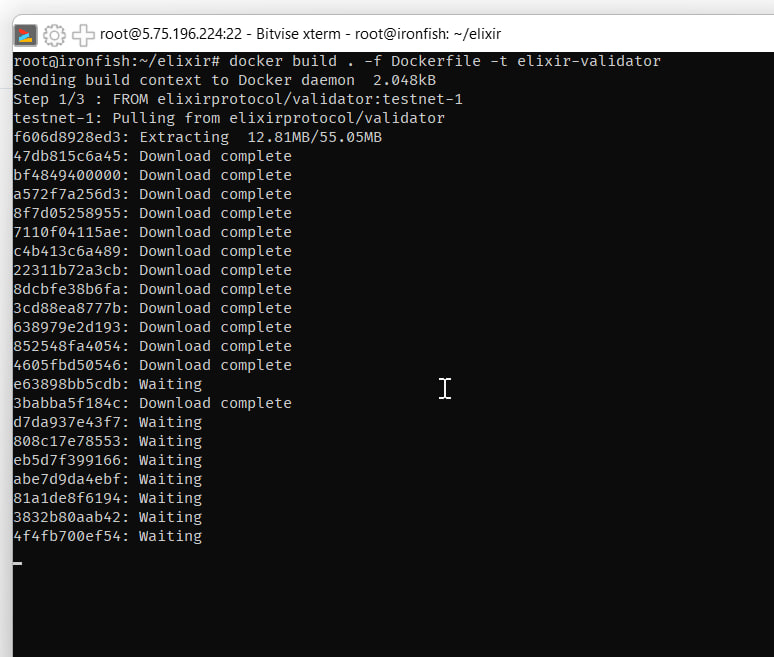 root@5.75.196.224:22 - Bitvise xterm - root@ironfish: ~/elixir
root@ironfish:~/elixir# docker build . -f Dockerfile -t elixir-validator
Sending build context to Docker daemon  2.048kB
Step 1/3 : FROM elixirprotocol/validator:testnet-1
testnet-1: Pulling from elixirprotocol/validator
f606d8928ed3: Extracting  12.81MB/55.05MB
47db815c6a45: Download complete
bf4849400000: Download complete
a572f7a256d3: Download complete
8f7d05258955: Download complete
7110f04115ae: Download complete
c4b413c6a489: Download complete
22311b72a3cb: Download complete
8dcbfe38b6fa: Download complete
3cd88ea8777b: Download complete
638979e2d193: Download complete
852548fa4054: Download complete
4605fbd50546: Download complete
e63898bb5cdb: Waiting
3babba5f184c: Download complete
d7da937e43f7: Waiting
808c17e78553: Waiting
eb5d7f399166: Waiting
abe7d9da4ebf: Waiting
81a1de8f6194: Waiting
3832b80aab42: Waiting
4f4fb700ef54: Waiting